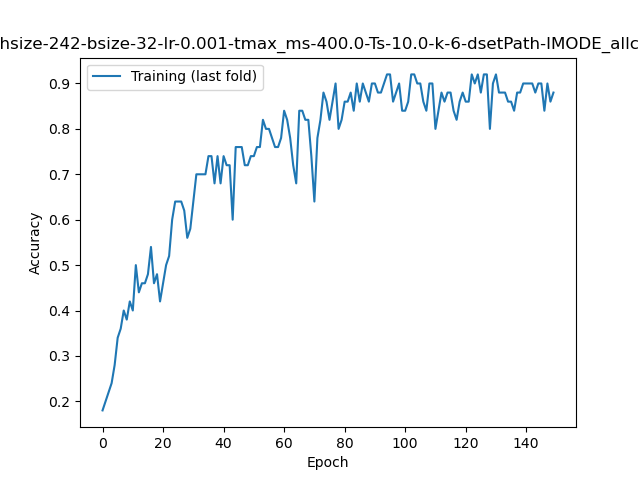 hsize-242-bsize-32-lr-0.001-tmax_ms-400.0-Ts-10.0-k-6-dsetPath-IMODE_allc
Training (last fold)
0.9
0.8
0.7
0.6
0.5
0.4
0.3
0.2
Accuracy
0 20 40 60 80 100 120 140
Epoch